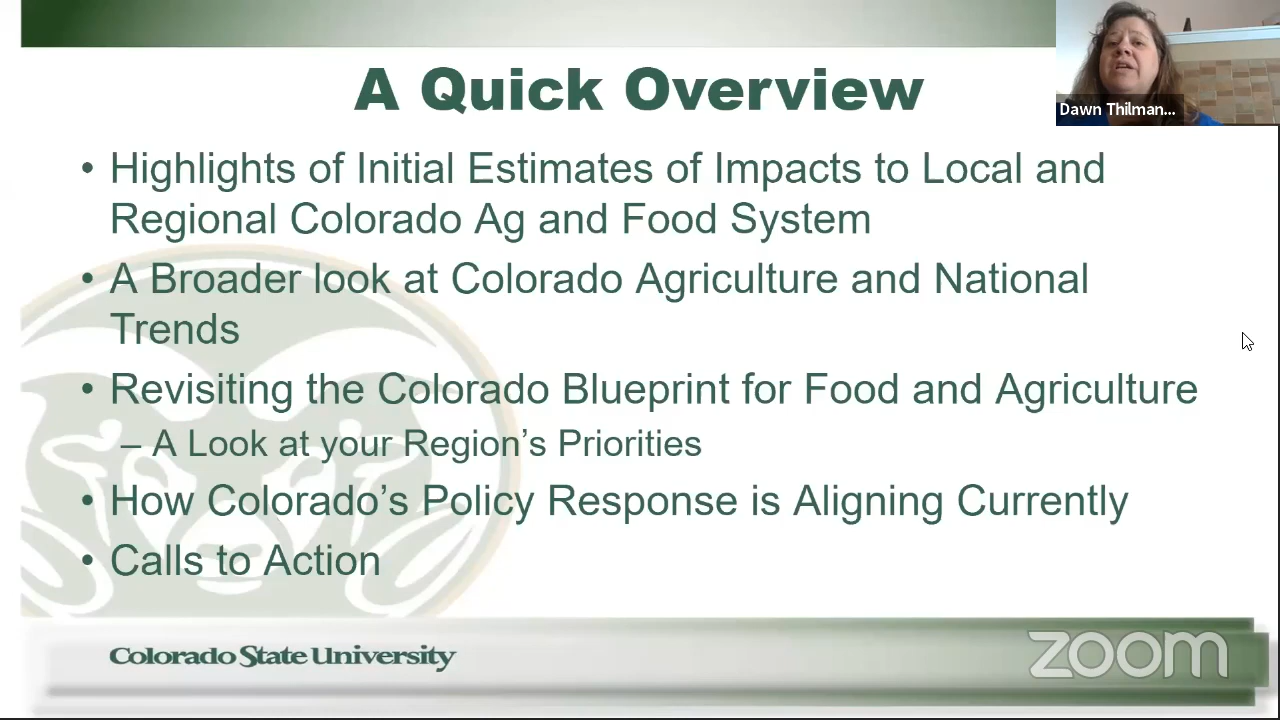 A Quick Overview
Dawn Thilman...
• Highlights of Initial Estimates of Impacts to Local and
Regional Colorado Ag and Food System
• A Broader look at Colorado Agriculture and National
Trends
• Revisiting the Colorado Blueprint for Food and Agriculture
– A Look at your Region's Priorities
• How Colorado's Policy Response is Aligning Currently
• Calls to Action
Colorado State University
zoom